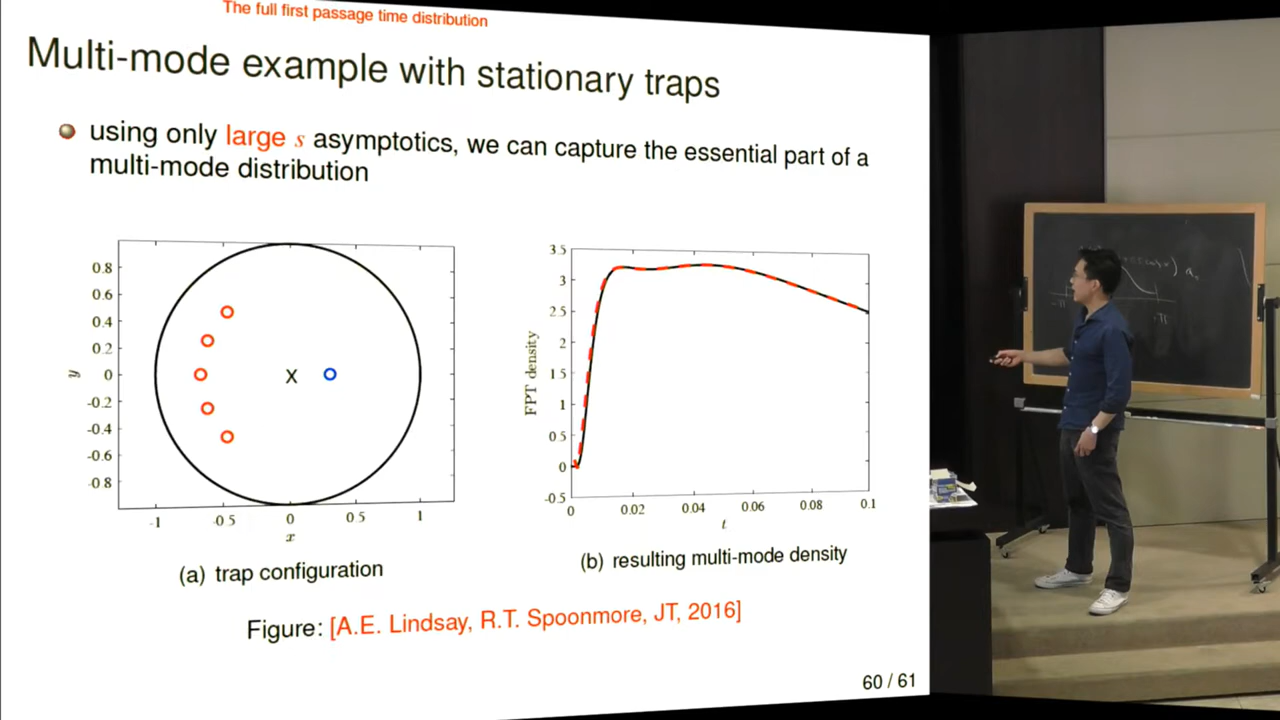 The full first passage time distribution
Multi-mode example with stationary traps
using only large s asymptotics, we can capture the essential part of a
multi-mode distribution
0.8
0.6
0.4
0.2
0
-0.2
-0.4
-0.6
0 8
y
X
-1
0 5
0
0 5
1
x
3 5
3
2 5
2
1 5
1
0 5
0
-0.5
FPT density
0
0.02
0.04
0.06
0.08
0.1
t
(a) trap configuration
(b) resulting multi-mode density
Figure: [A.E. Lindsay, R.T. Spoonmore, JT, 2016]
60 / 61